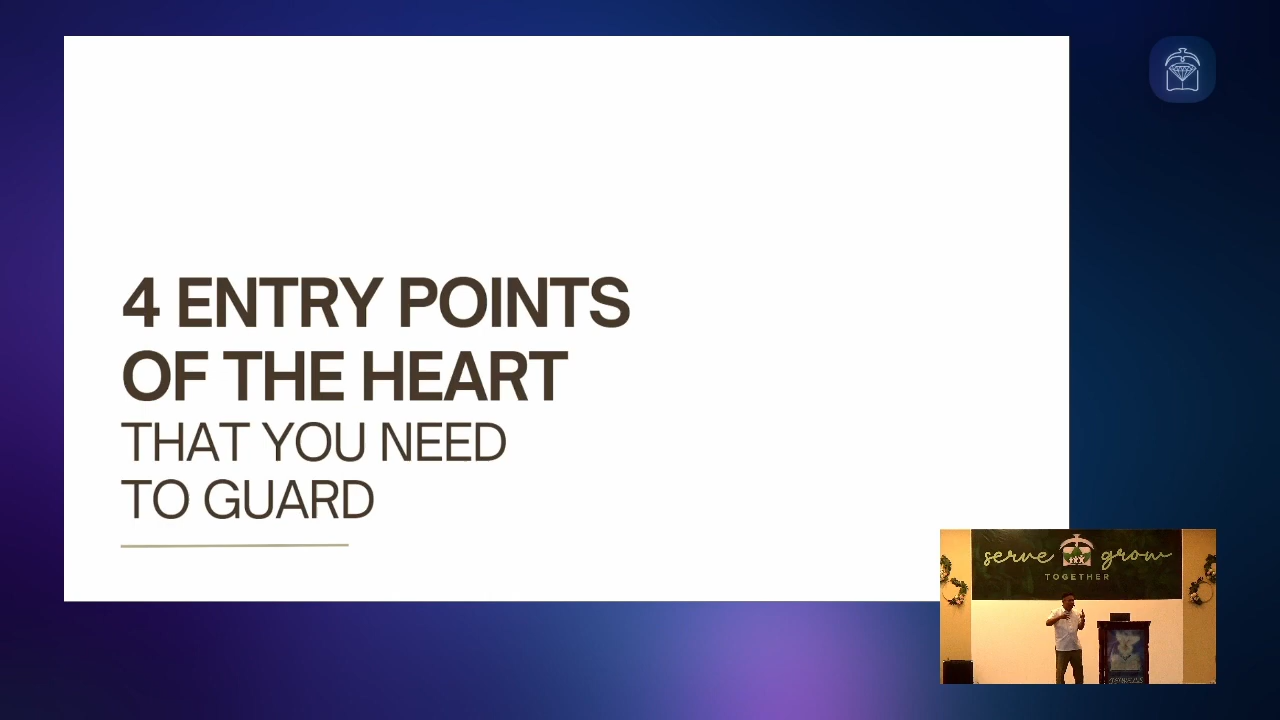 4 ENTRY POINTS
OF THE HEART
THAT YOU NEED
TO GUARD
serve grow
TOGETHER